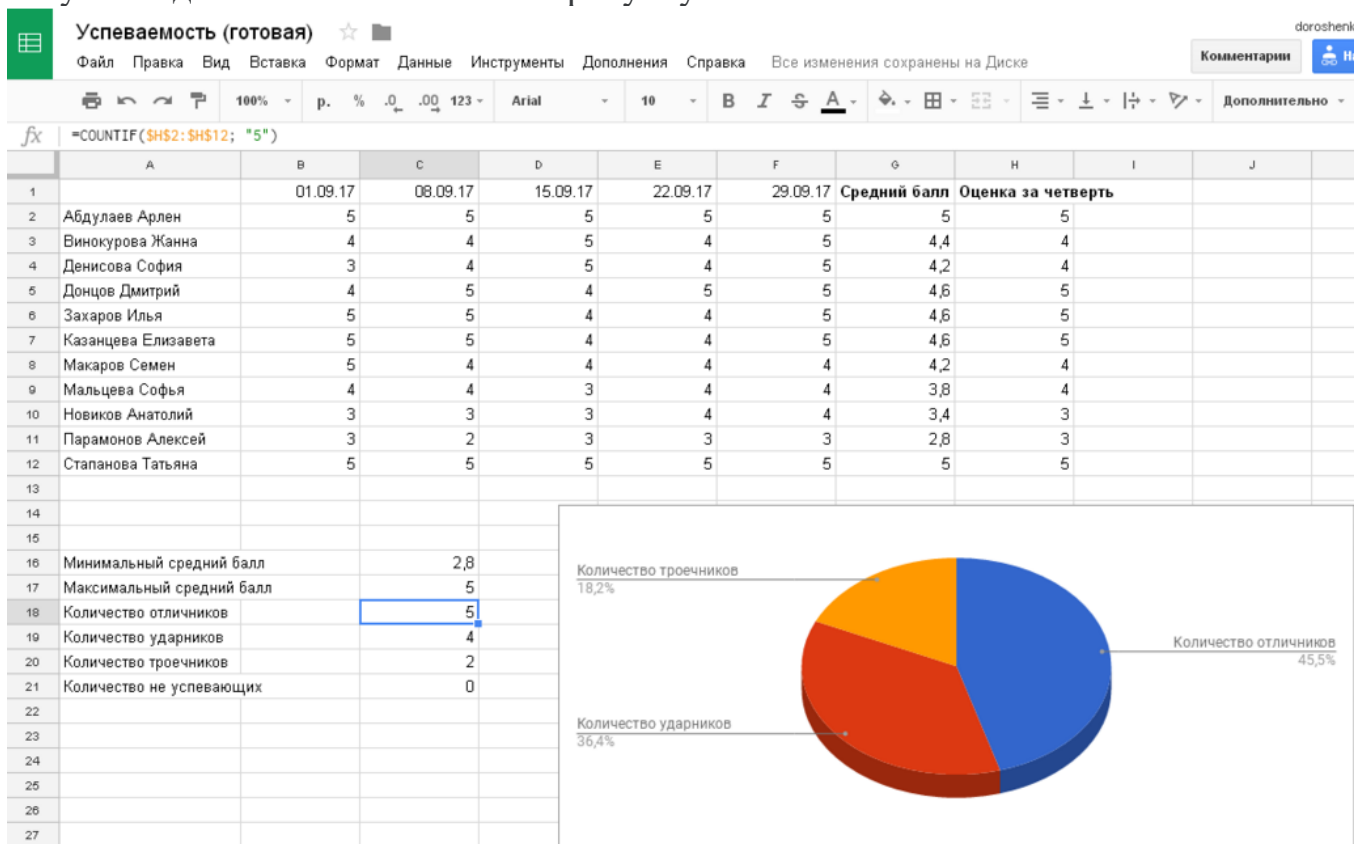 Успеваемость (готовая)
doroshenk
Файл Правка Вид Вставка Формат Данные Инструменты Дополнения Справка Все изменения сохранены на Диске
Комментарии
100% р. % .0 .00 123 Arial 10 B I S A Дополнительно
fx =COUNTIF($H$2:$H$12; "5")
A B C D E F G H I J
1 01.09.17 08.09.17 15.09.17 22.09.17 29.09.17 Средний балл Оценка за четверть
2 Абдулаев Арлен 5 5 5 5 5 5 5
3 Винокурова Жанна 4 4 5 4 5 4,4 4
4 Денисова София 3 4 5 4 5 4,2 4
5 Донцов Дмитрий 4 5 4 5 5 4,6 5
6 Захаров Илья 5 5 4 4 5 4,6 5
7 Казанцева Елизавета 5 5 4 4 5 4,6 5
8 Макаров Семен 5 4 4 4 4 4,2 4
9 Мальцева Софья 4 4 3 4 4 3,8 4
10 Новиков Анатолий 3 3 3 4 4 3,4 3
11 Парамонов Алексей 3 2 3 3 3 2,8 3
12 Стапанова Татьяна 5 5 5 5 5 5 5
13
14
15
16 Минимальный средний балл 2,8
17 Максимальный средний балл 5
18 Количество отличников 5
19 Количество ударников 4
20 Количество троечников 2
21 Количество не успевающих 0
22
23
24
25
26
27
Количество троечников
18,2%
Количество отличников
45,5%
Количество ударников
36,4%